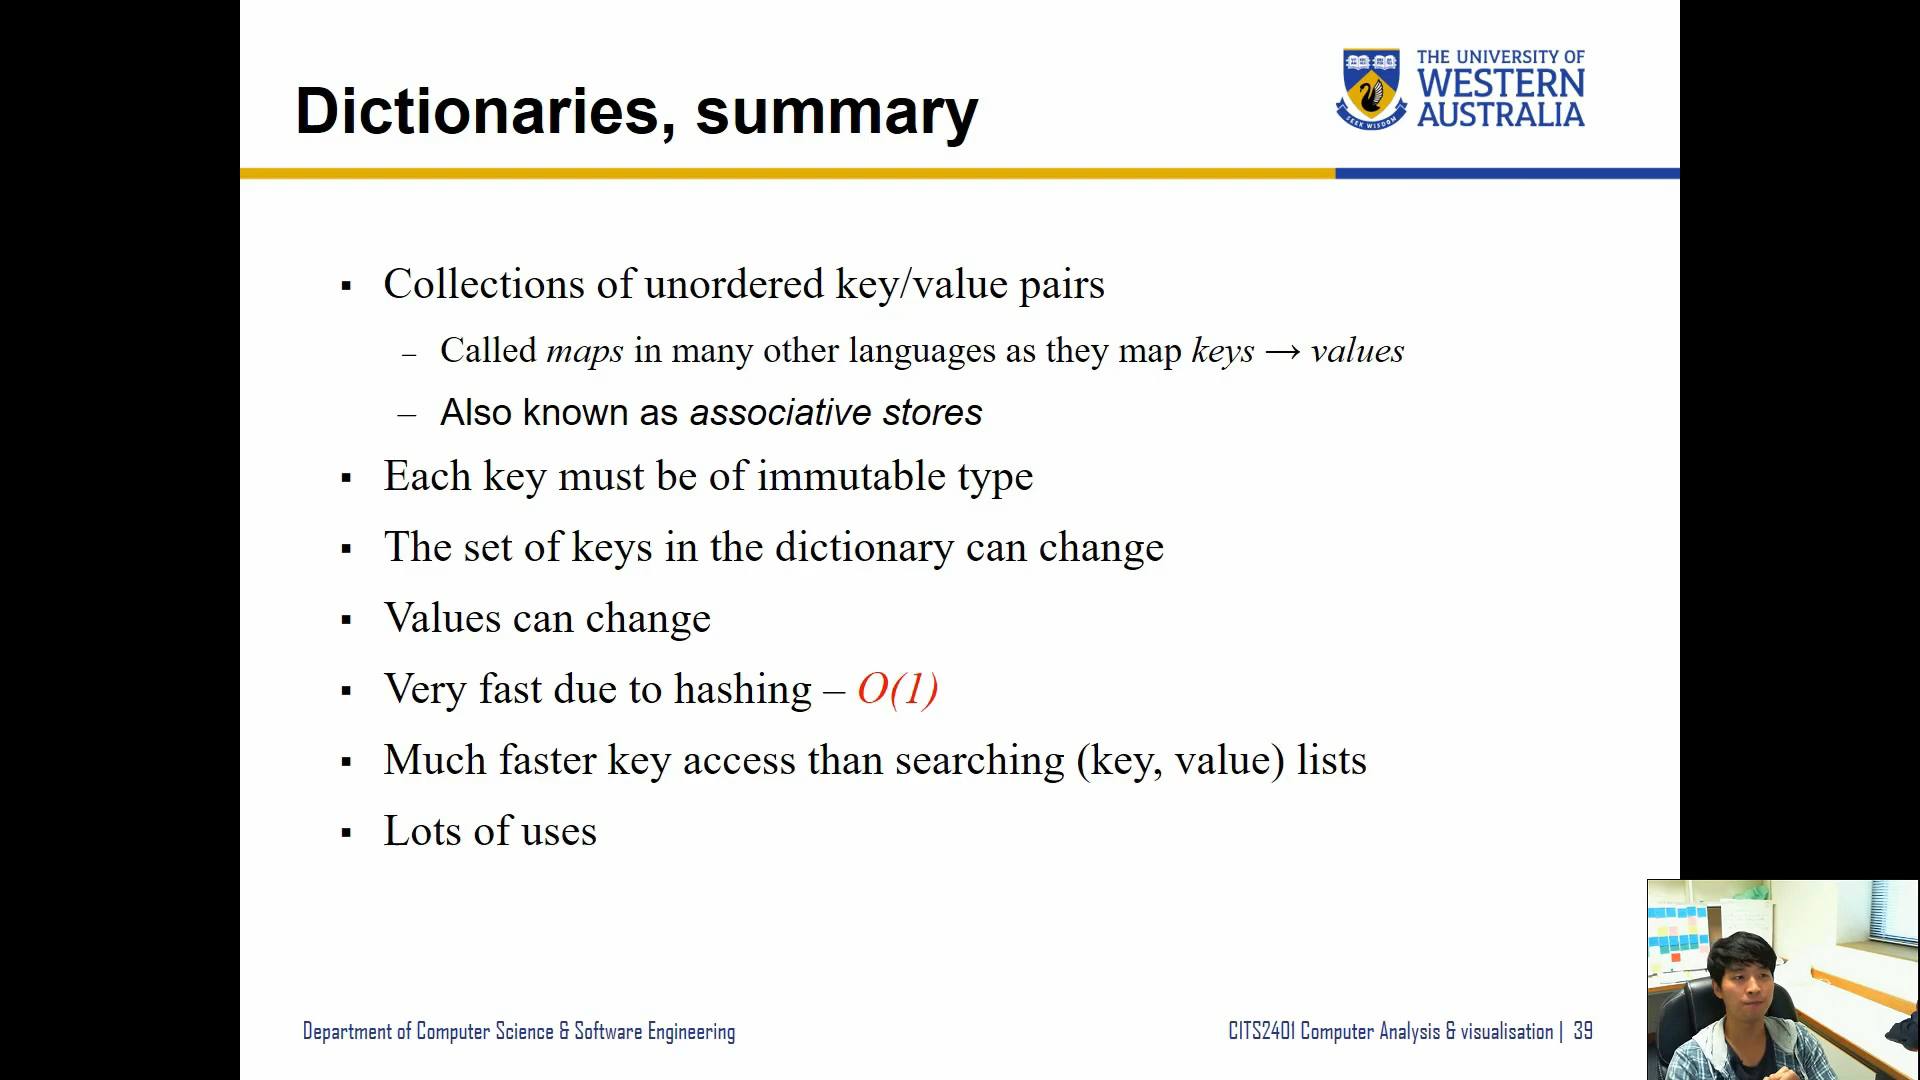 Dictionaries, summary
THE UNIVERSITY OF
WESTERN
AUSTRALIA
SEEK WISDOM
▪ Collections of unordered key/value pairs
– Called maps in many other languages as they map keys → values
– Also known as associative stores
▪ Each key must be of immutable type
▪ The set of keys in the dictionary can change
▪ Values can change
▪ Very fast due to hashing – O(1)
▪ Much faster key access than searching (key, value) lists
▪ Lots of uses
Department of Computer Science & Software Engineering
CITS2401 Computer Analysis & visualisation | 39